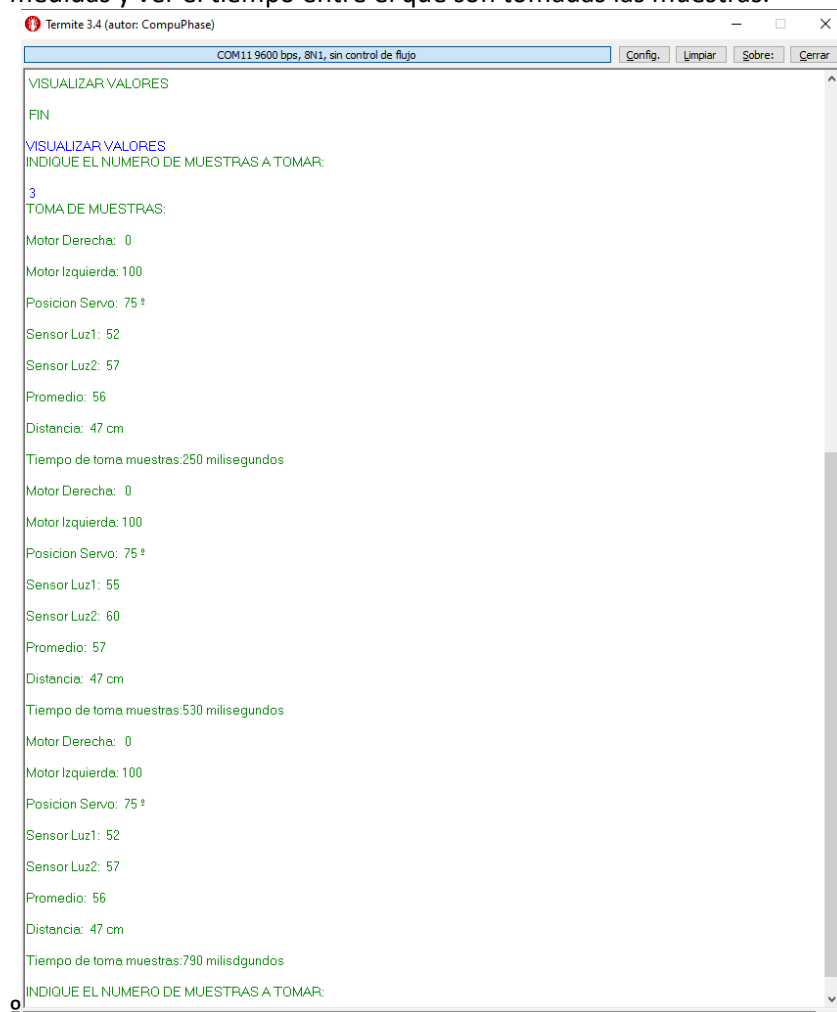 medidas y ver el tiempo entre el que son tomadas las muestras.
Termite 3.4 (autor: CompuPhase)
COM11 9600 bps, 8N1, sin control de flujo
Config.
Limpiar
Sobre:
Cerrar
VISUALIZAR VALORES
FIN
VISUALIZAR VALORES
INDIQUE EL NUMERO DE MUESTRAS A TOMAR:
3
TOMA DE MUESTRAS:
Motor Derecha: 0
Motor Izquierda: 100
Posicion Servo: 75 º
Sensor Luz1: 52
Sensor Luz2: 57
Promedio: 56
Distancia: 47 cm
Tiempo de toma muestras:250 milisegundos
Motor Derecha: 0
Motor Izquierda: 100
Posicion Servo: 75 º
Sensor Luz1: 55
Sensor Luz2: 60
Promedio: 57
Distancia: 47 cm
Tiempo de toma muestras:530 milisegundos
Motor Derecha: 0
Motor Izquierda: 100
Posicion Servo: 75 º
Sensor Luz1: 52
Sensor Luz2: 57
Promedio: 56
Distancia: 47 cm
Tiempo de toma muestras:790 milisdgundos
INDIQUE EL NUMERO DE MUESTRAS A TOMAR:
o